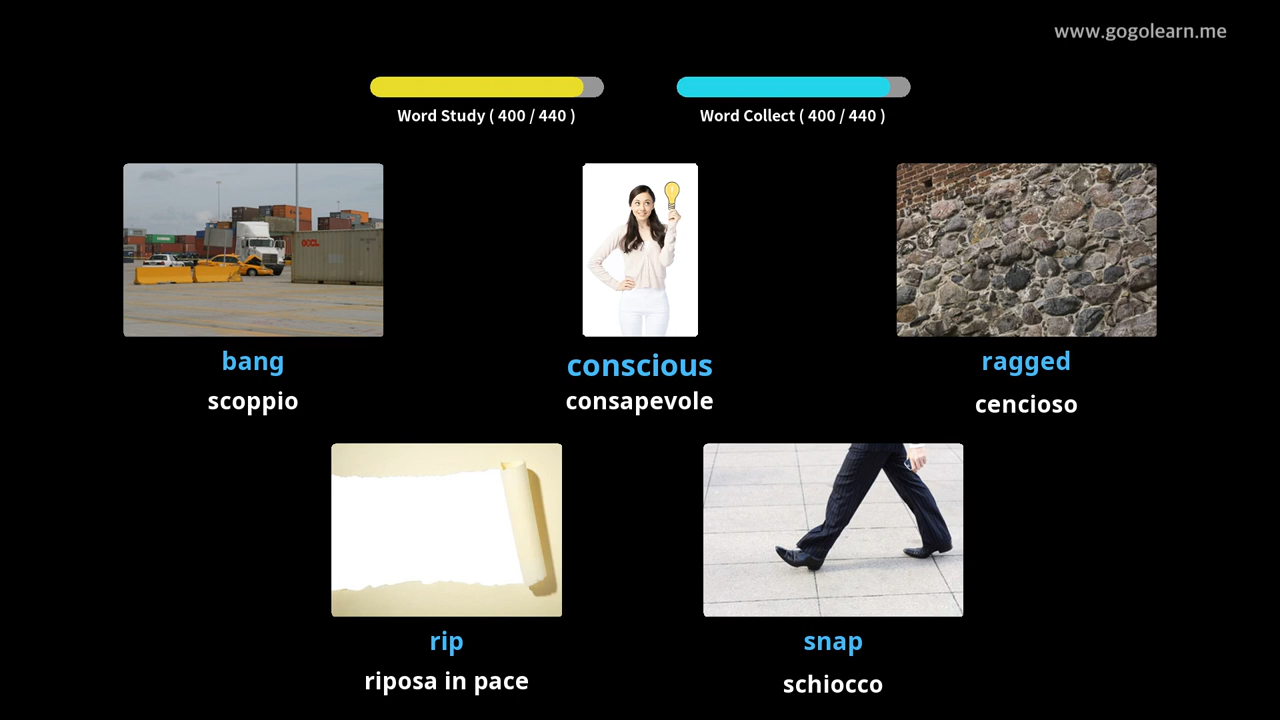 www.gogolearn.me
Word Study ( 400 / 440 )
Word Collect ( 400 / 440 )
bang
scoppio
conscious
consapevole
ragged
cencioso
rip
riposa in pace
snap
schiocco